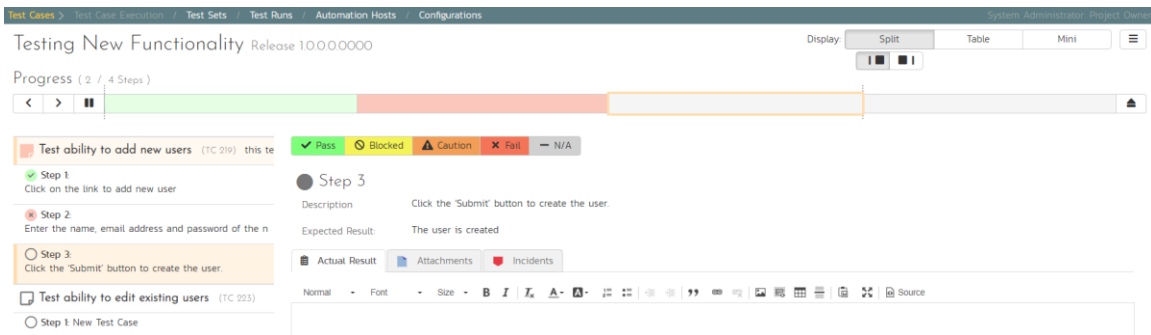 Test Cases > Test Case Execution / Test Sets / Test Runs / Automation Hosts / Configurations System Administrator: Project Owner
Testing New Functionality Release 1.0.0.0.0000
Display: Split Table Mini
Progress ( 2 / 4 Steps )
Test ability to add new users (TC 219) this te
Step 1:
Click on the link to add new user
Step 2:
Enter the name, email address and password of the n
Step 3:
Click the 'Submit' button to create the user.
Test ability to edit existing users (TC 223)
Step 1: New Test Case
Pass Blocked Caution Fail N/A
Step 3
Description Click the 'Submit' button to create the user.
Expected Result: The user is created
Actual Result Attachments Incidents
Normal Font Size B I Tx A A Source